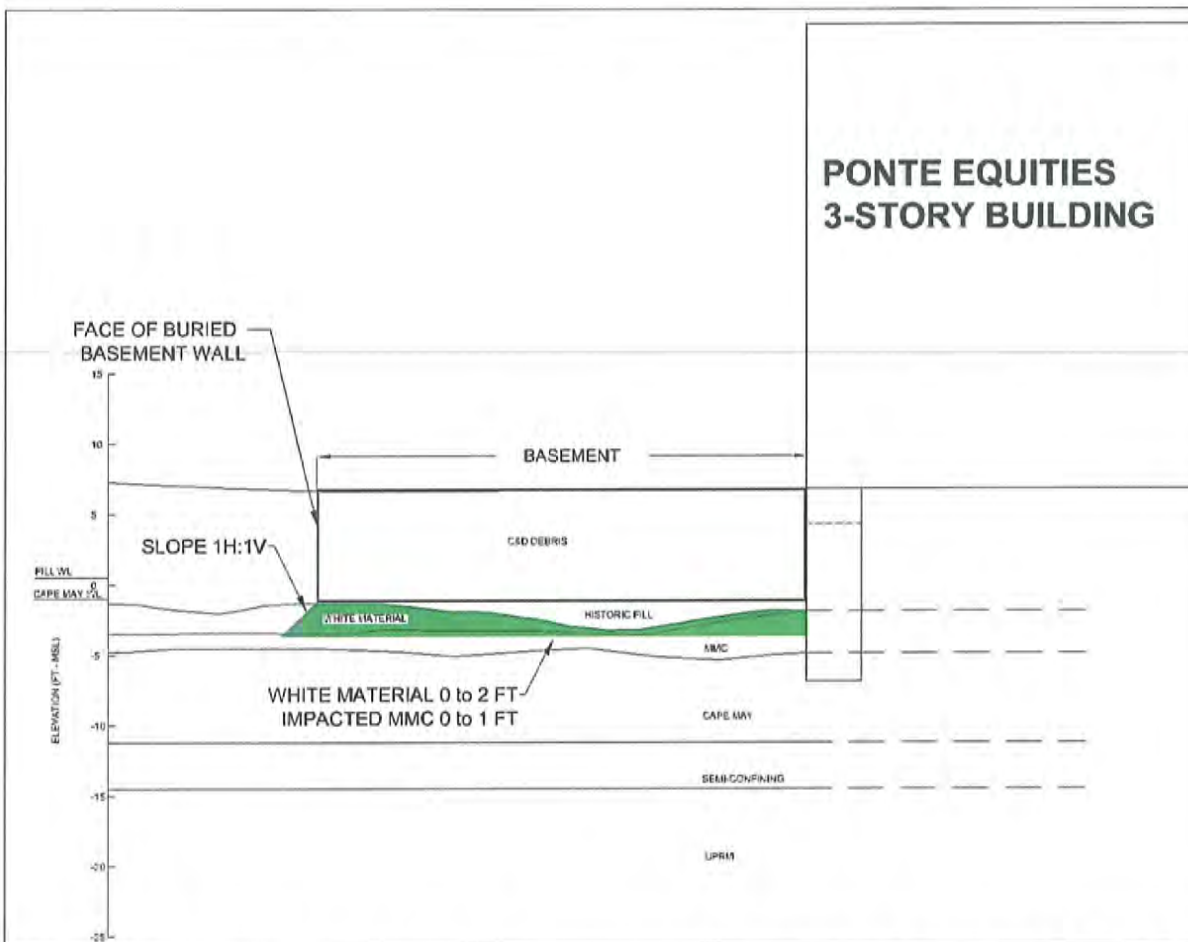 PONTE EQUITIES
3-STORY BUILDING
FACE OF BURIED
BASEMENT WALL
15
10
BASEMENT
5
C&D DEBRIS
SLOPE 1H:1V
FILL WL
0
CAPE MAY WL
HISTORIC FILL
WHITE MATERIAL
MMC
-5
WHITE MATERIAL 0 to 2 FT
IMPACTED MMC 0 to 1 FT
ELEVATION (FT - MSL)
CAPE MAY
-10
SEMI-CONFINING
-15
UPRM
-20
-25